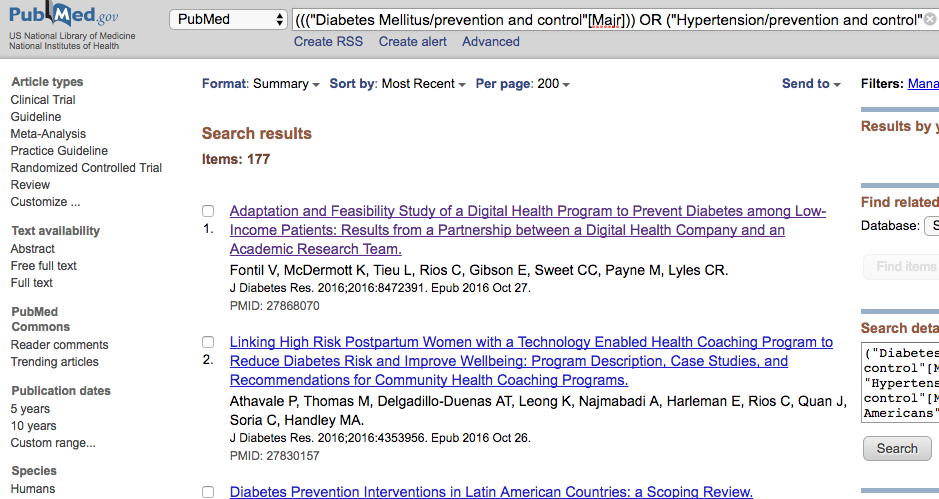 PubMed.gov
US National Library of Medicine
National Institutes of Health
PubMed
((("Diabetes Mellitus/prevention and control"[Majr])) OR ("Hypertension/prevention and control"
Create RSS Create alert Advanced
Article types
Clinical Trial
Guideline
Meta-Analysis
Practice Guideline
Randomized Controlled Trial
Review
Customize ...
Text availability
Abstract
Free full text
Full text
PubMed
Commons
Reader comments
Trending articles
Publication dates
5 years
10 years
Custom range...
Species
Humans
Format: Summary Sort by: Most Recent Per page: 200 Send to
Search results
Items: 177
1. Adaptation and Feasibility Study of a Digital Health Program to Prevent Diabetes among Low-
Income Patients: Results from a Partnership between a Digital Health Company and an
Academic Research Team.
Fontil V, McDermott K, Tieu L, Rios C, Gibson E, Sweet CC, Payne M, Lyles CR.
J Diabetes Res. 2016;2016:8472391. Epub 2016 Oct 27.
PMID: 27868070
2. Linking High Risk Postpartum Women with a Technology Enabled Health Coaching Program to
Reduce Diabetes Risk and Improve Wellbeing: Program Description, Case Studies, and
Recommendations for Community Health Coaching Programs.
Athavale P, Thomas M, Delgadillo-Duenas AT, Leong K, Najmabadi A, Harleman E, Rios C, Quan J,
Soria C, Handley MA.
J Diabetes Res. 2016;2016:4353956. Epub 2016 Oct 26.
PMID: 27830157
Diabetes Prevention Interventions in Latin American Countries: a Scoping Review.
Filters: Mana
Results by y
Find related
Database: S
Find items
Search deta
("Diabetes
control"[M
"Hypertens
control"[M
Americans"
Search